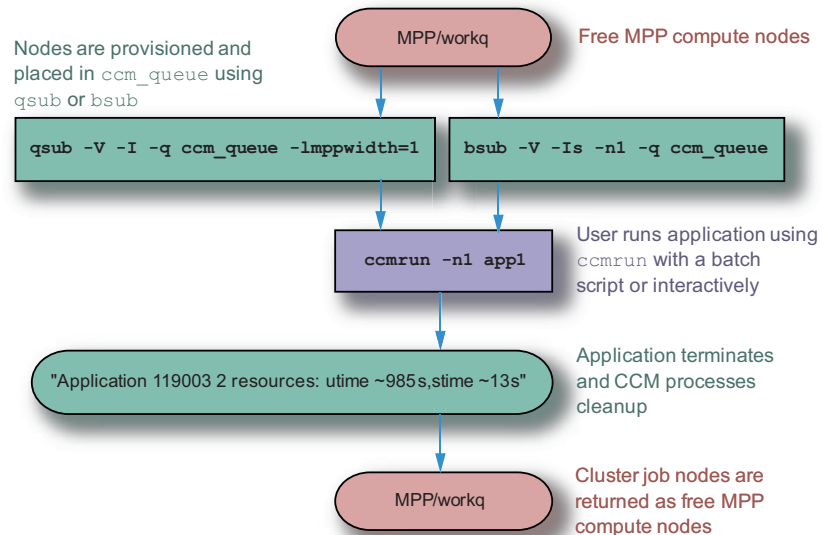 MPP/workq
Free MPP compute nodes
Nodes are provisioned and
placed in ccm_queue using
qsub or bsub
qsub -V -I -q ccm_queue -lmppwidth=1
bsub -V -Is -n1 -q ccm_queue
ccmrun -n1 app1
User runs application using
ccmrun with a batch
script or interactively
"Application 119003 2 resources: utime ~985s,stime ~13s"
Application terminates
and CCM processes
cleanup
MPP/workq
Cluster job nodes are
returned as free MPP
compute nodes